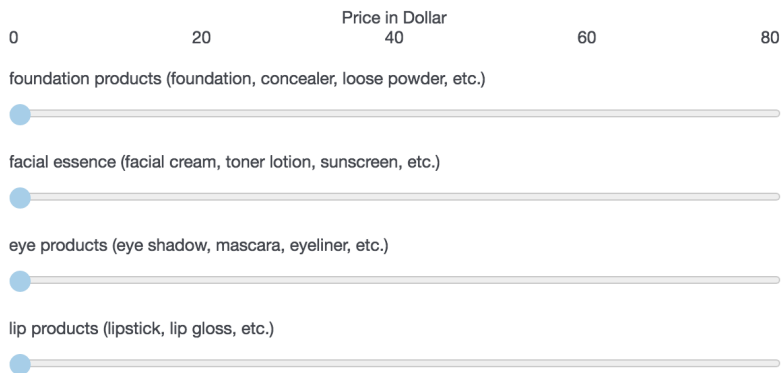 Price in Dollar
0 20 40 60 80
foundation products (foundation, concealer, loose powder, etc.)
facial essence (facial cream, toner lotion, sunscreen, etc.)
eye products (eye shadow, mascara, eyeliner, etc.)
lip products (lipstick, lip gloss, etc.)